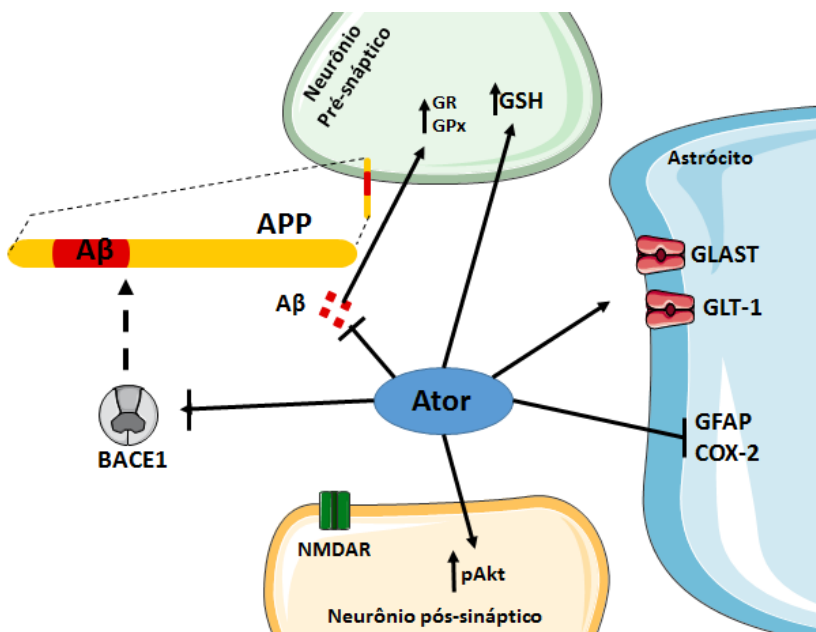 Neurônio
Pré-snáptico
GR
GPx
GSH
Astrócito
APP
Aβ
GLAST
Aβ
GLT-1
Ator
GFAP
COX-2
BACE1
NMDAR
pAkt
Neurônio pós-sináptico